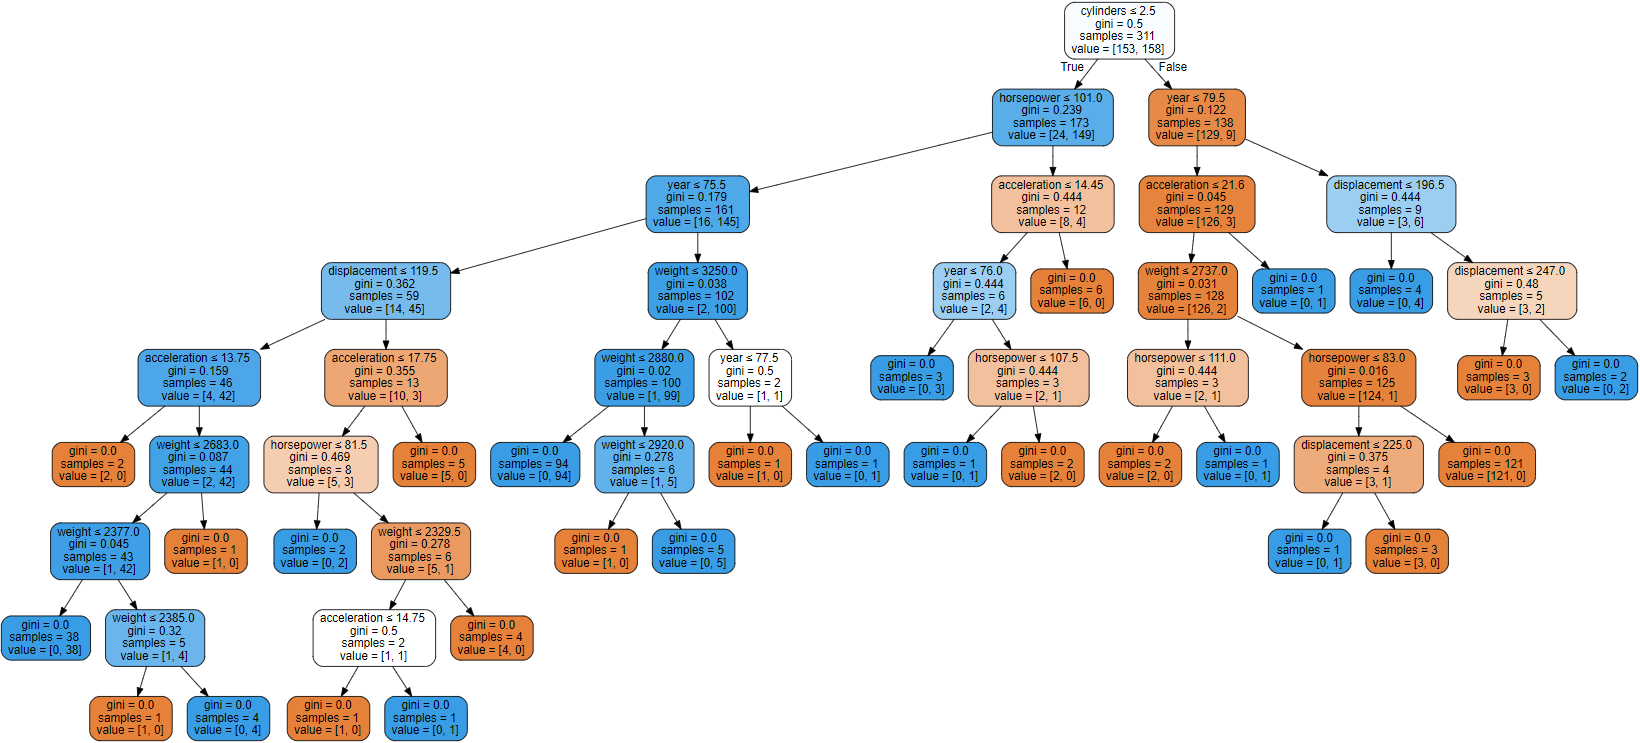 cylinders ≤ 2.5
gini = 0.5
samples = 311
value = [153, 158]
True
False
horsepower ≤ 101.0
gini = 0.239
samples = 173
value = [24, 149]
year ≤ 79.5
gini = 0.122
samples = 138
value = [129, 9]
year ≤ 75.5
gini = 0.179
samples = 161
value = [16, 145]
acceleration ≤ 14.45
gini = 0.444
samples = 12
value = [8, 4]
acceleration ≤ 21.6
gini = 0.045
samples = 129
value = [126, 3]
displacement ≤ 196.5
gini = 0.444
samples = 9
value = [3, 6]
displacement ≤ 119.5
gini = 0.362
samples = 59
value = [14, 45]
weight ≤ 3250.0
gini = 0.038
samples = 102
value = [2, 100]
year ≤ 76.0
gini = 0.444
samples = 6
value = [2, 4]
gini = 0.0
samples = 6
value = [6, 0]
weight ≤ 2737.0
gini = 0.031
samples = 128
value = [126, 2]
gini = 0.0
samples = 1
value = [0, 1]
gini = 0.0
samples = 4
value = [0, 4]
displacement ≤ 247.0
gini = 0.48
samples = 5
value = [3, 2]
acceleration ≤ 13.75
gini = 0.159
samples = 46
value = [4, 42]
acceleration ≤ 17.75
gini = 0.355
samples = 13
value = [10, 3]
weight ≤ 2880.0
gini = 0.02
samples = 100
value = [1, 99]
year ≤ 77.5
gini = 0.5
samples = 2
value = [1, 1]
gini = 0.0
samples = 3
value = [0, 3]
horsepower ≤ 107.5
gini = 0.444
samples = 3
value = [2, 1]
horsepower ≤ 111.0
gini = 0.444
samples = 3
value = [2, 1]
horsepower ≤ 83.0
gini = 0.016
samples = 125
value = [124, 1]
gini = 0.0
samples = 3
value = [3, 0]
gini = 0.0
samples = 2
value = [0, 2]
gini = 0.0
samples = 2
value = [2, 0]
weight ≤ 2683.0
gini = 0.087
samples = 44
value = [2, 42]
horsepower ≤ 81.5
gini = 0.469
samples = 8
value = [5, 3]
gini = 0.0
samples = 5
value = [5, 0]
gini = 0.0
samples = 94
value = [0, 94]
weight ≤ 2920.0
gini = 0.278
samples = 6
value = [1, 5]
gini = 0.0
samples = 1
value = [1, 0]
gini = 0.0
samples = 1
value = [0, 1]
gini = 0.0
samples = 1
value = [0, 1]
gini = 0.0
samples = 2
value = [2, 0]
gini = 0.0
samples = 2
value = [2, 0]
gini = 0.0
samples = 1
value = [0, 1]
displacement ≤ 225.0
gini = 0.375
samples = 4
value = [3, 1]
gini = 0.0
samples = 121
value = [121, 0]
weight ≤ 2377.0
gini = 0.045
samples = 43
value = [1, 42]
gini = 0.0
samples = 1
value = [1, 0]
gini = 0.0
samples = 2
value = [0, 2]
weight ≤ 2329.5
gini = 0.278
samples = 6
value = [5, 1]
gini = 0.0
samples = 1
value = [1, 0]
gini = 0.0
samples = 5
value = [0, 5]
gini = 0.0
samples = 1
value = [0, 1]
gini = 0.0
samples = 3
value = [3, 0]
gini = 0.0
samples = 38
value = [0, 38]
weight ≤ 2385.0
gini = 0.32
samples = 5
value = [1, 4]
acceleration ≤ 14.75
gini = 0.5
samples = 2
value = [1, 1]
gini = 0.0
samples = 4
value = [4, 0]
gini = 0.0
samples = 1
value = [1, 0]
gini = 0.0
samples = 4
value = [0, 4]
gini = 0.0
samples = 1
value = [1, 0]
gini = 0.0
samples = 1
value = [0, 1]